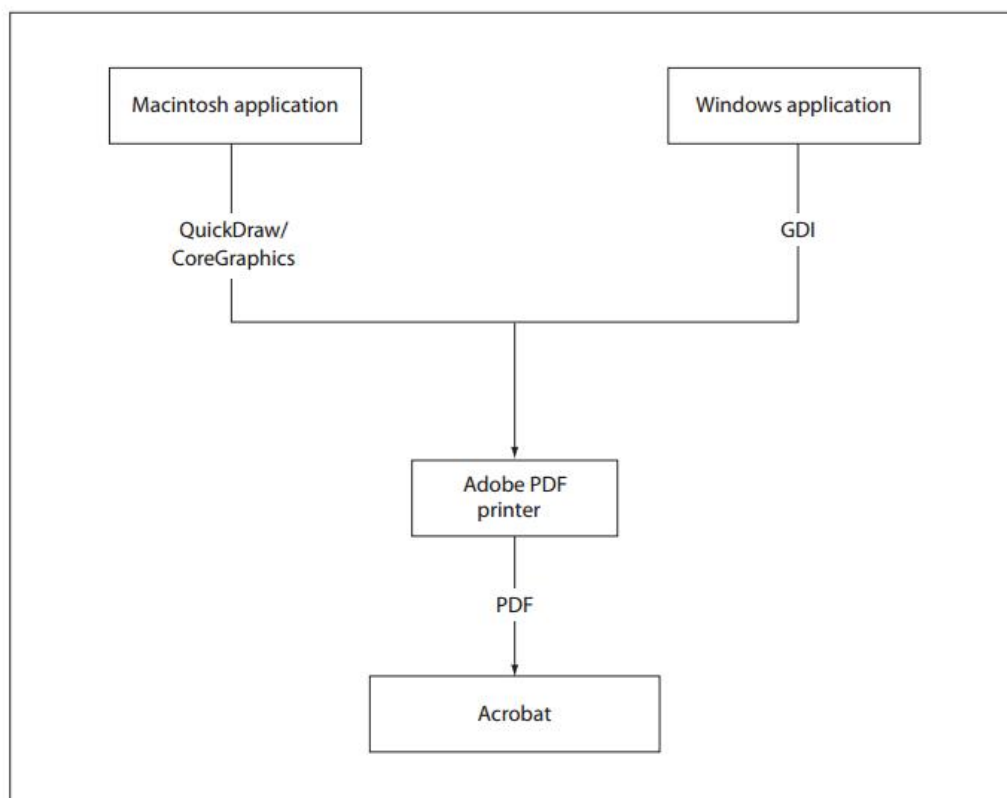 Macintosh application
Windows application
QuickDraw/
CoreGraphics
GDI
Adobe PDF
printer
PDF
Acrobat